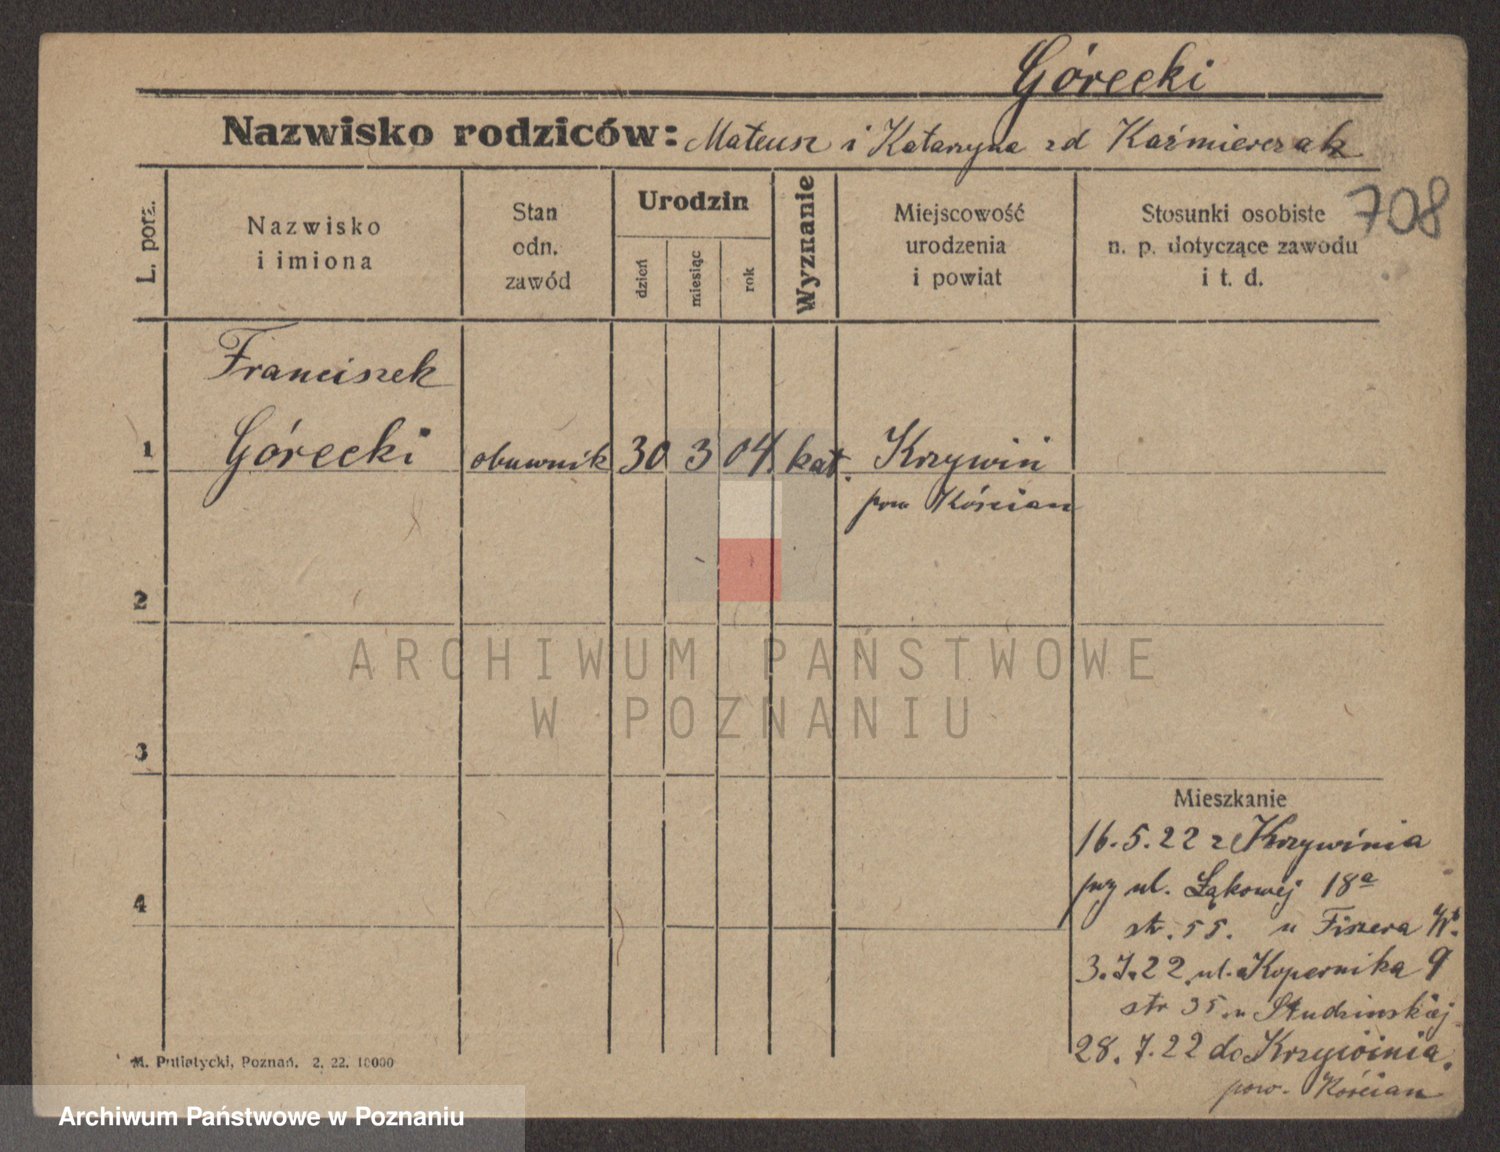 Górecki
Nazwisko rodziców: Mateusz i Katarzyna zd Kaźmierczak
708
L. porz.
Nazwisko
i imiona
Stan
odn.
zawód
Urodzin
dzień
miesiąc
rok
Wyznanie
Miejscowość
urodzenia
i powiat
Stosunki osobiste
n. p. dotyczące zawodu
i t. d.
Franciszek
1 Górecki obuwnik 30 3 04 kat. Krzywiń
pow Kościan
2
ARCHIWUM PAŃSTWOWE
W POZNANIU
3
Mieszkanie
16.5.22 z Krzywinia
przy ul. Łąkowej 18a
4
str. 55. u Fiszera W.
3.7.22 ul. Kopernika 9
str 35 u Studzinskiej
28.7.22 do Krzywinia.
pow. Kościan
M. Putiatycki, Poznań. 2. 22. 10000
Archiwum Państwowe w Poznaniu